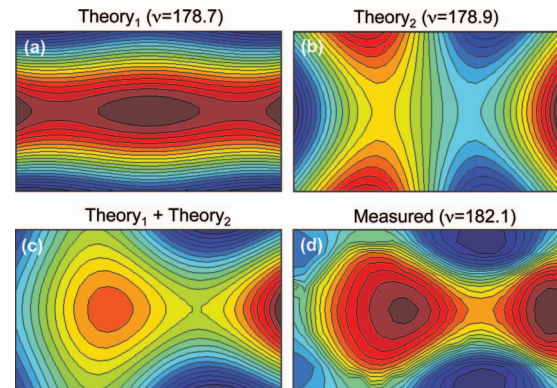 Theory₁ (ν=178.7)
Theory₂ (ν=178.9)
(a)
(b)
Theory₁ + Theory₂
Measured (ν=182.1)
(c)
(d)